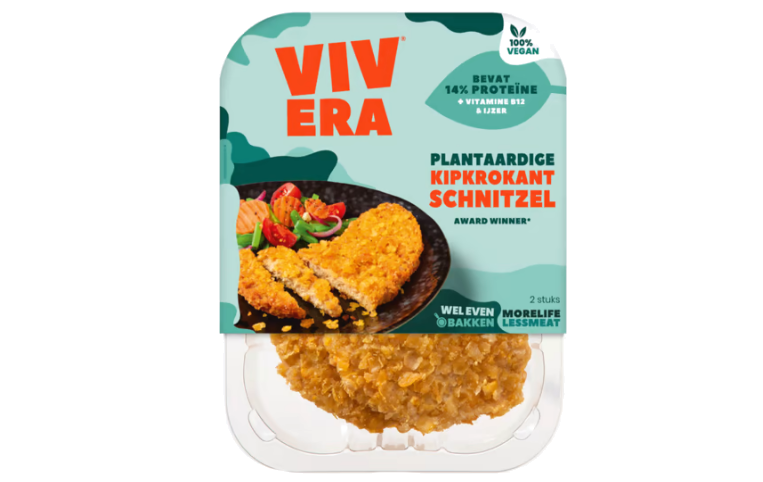 VIV
ERA®
100%
VEGAN
BEVAT
14% PROTEÏNE
+ VITAMINE B12
& IJZER
PLANTAARDIGE
KIPKROKANT
SCHNITZEL
AWARD WINNER*
2 stuks
WEL EVEN
BAKKEN
MORELIFE
LESSMEAT